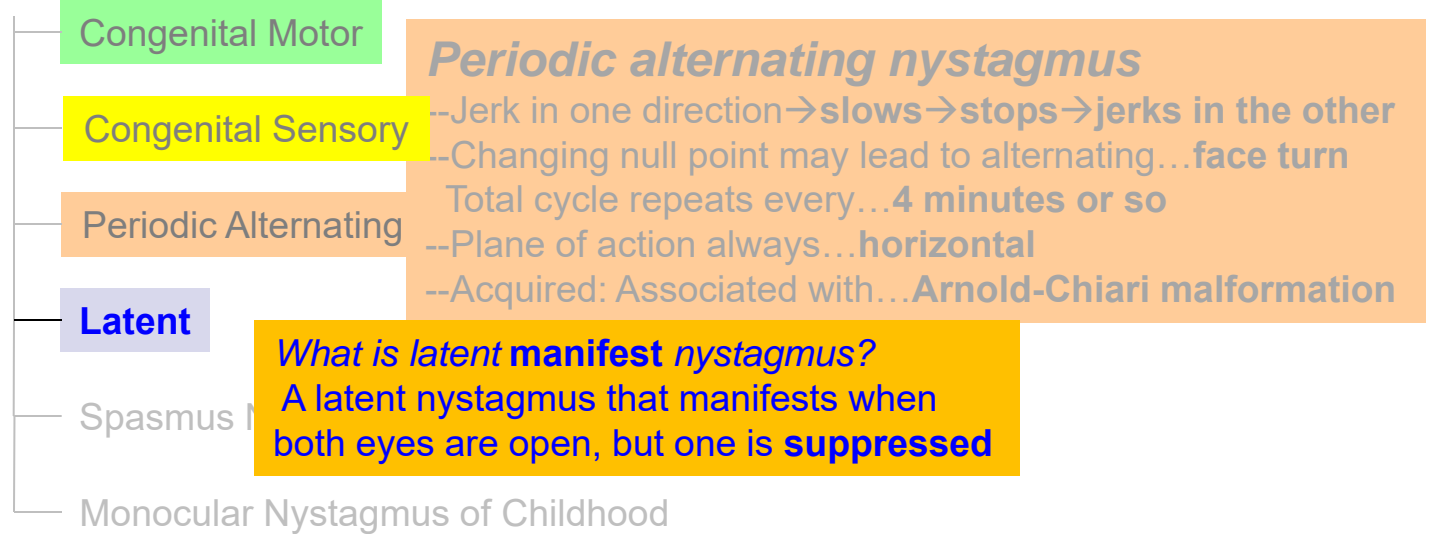 Congenital Motor
Congenital Sensory
Periodic Alternating
Latent
Spasmus
Monocular Nystagmus of Childhood
Periodic alternating nystagmus
--Jerk in one direction→slows→stops→jerks in the other
--Changing null point may lead to alternating…face turn
Total cycle repeats every…4 minutes or so
--Plane of action always…horizontal
--Acquired: Associated with…Arnold-Chiari malformation
What is latent manifest nystagmus?
A latent nystagmus that manifests when
both eyes are open, but one is suppressed